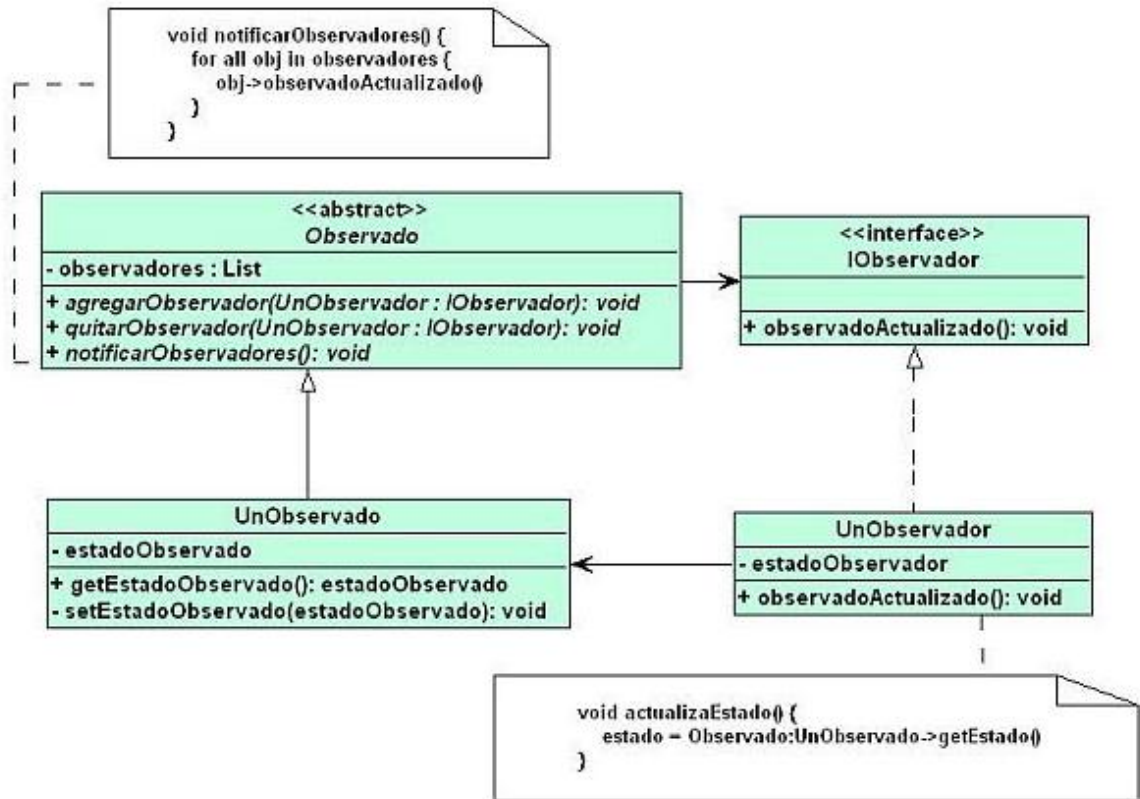 void notificarObservadores() {
for all obj in observadores {
obj->observadoActualizado()
}
}
<<abstract>>
Observado
- observadores : List
+ agregarObservador(UnObservador : IObservador): void
+ quitarObservador(UnObservador : IObservador): void
+ notificarObservadores(): void
<<interface>>
IObservador
+ observadoActualizado(): void
UnObservado
- estadoObservado
+ getEstadoObservado(): estadoObservado
- setEstadoObservado(estadoObservado): void
UnObservador
- estadoObservador
+ observadoActualizado(): void
void actualizaEstado() {
estado = Observado:UnObservado->getEstado()
}